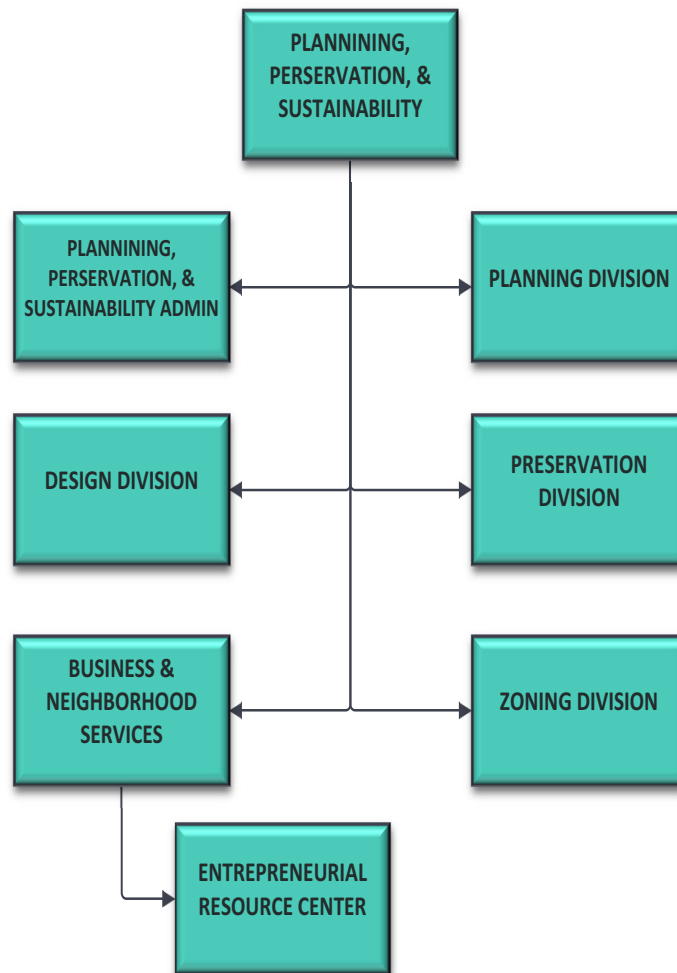 PLANNINING,
PERSERVATION, &
SUSTAINABILITY
PLANNINING,
PERSERVATION, &
SUSTAINABILITY ADMIN
PLANNING DIVISION
DESIGN DIVISION
PRESERVATION
DIVISION
BUSINESS &
NEIGHBORHOOD
SERVICES
ZONING DIVISION
ENTREPRENEURIAL
RESOURCE CENTER